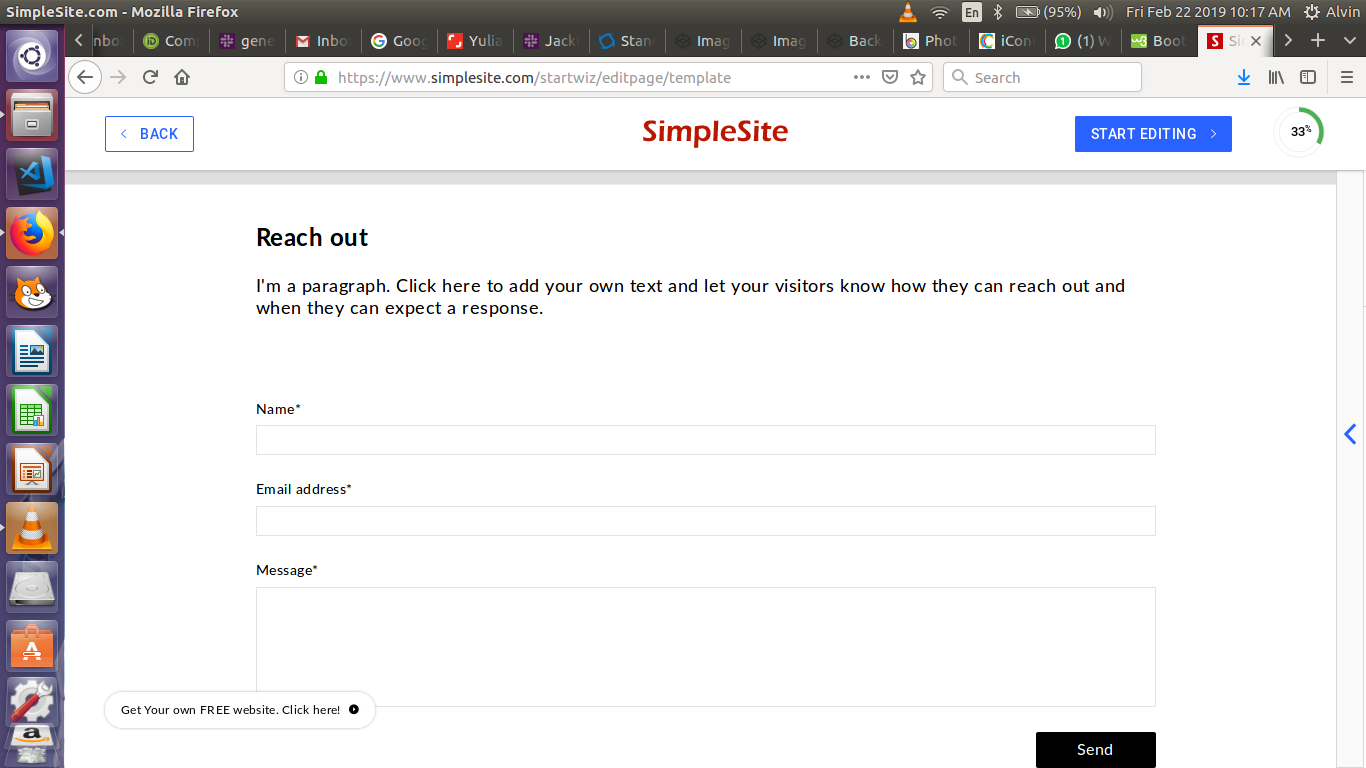 SimpleSite.com - Mozilla Firefox
En
(95%)
Fri Feb 22 2019 10:17 AM
Alvin
nbo
Com
gene
Inbo
Goog
Yulia
Jack
Stan
Imag
Imag
Back
Phot
iCon
(1) W
Boot
Si
https://www.simplesite.com/startwiz/editpage/template
Search
BACK
SimpleSite
START EDITING
33%
Reach out
I'm a paragraph. Click here to add your own text and let your visitors know how they can reach out and
when they can expect a response.
Name*
Email address*
Message*
Get Your own FREE website. Click here!
Send